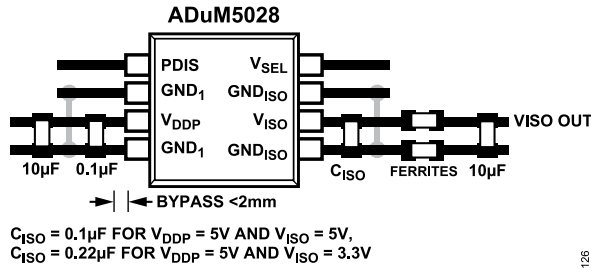 ADuM5028
PDIS
GND1
VDDP
GND1
VSEL
GNDISO
VISO
GNDISO
VISO OUT
10µF
0.1µF
CISO
FERRITES
10µF
BYPASS <2mm
CISO = 0.1µF FOR VDDP = 5V AND VISO = 5V,
CISO = 0.22µF FOR VDDP = 5V AND VISO = 3.3V
126